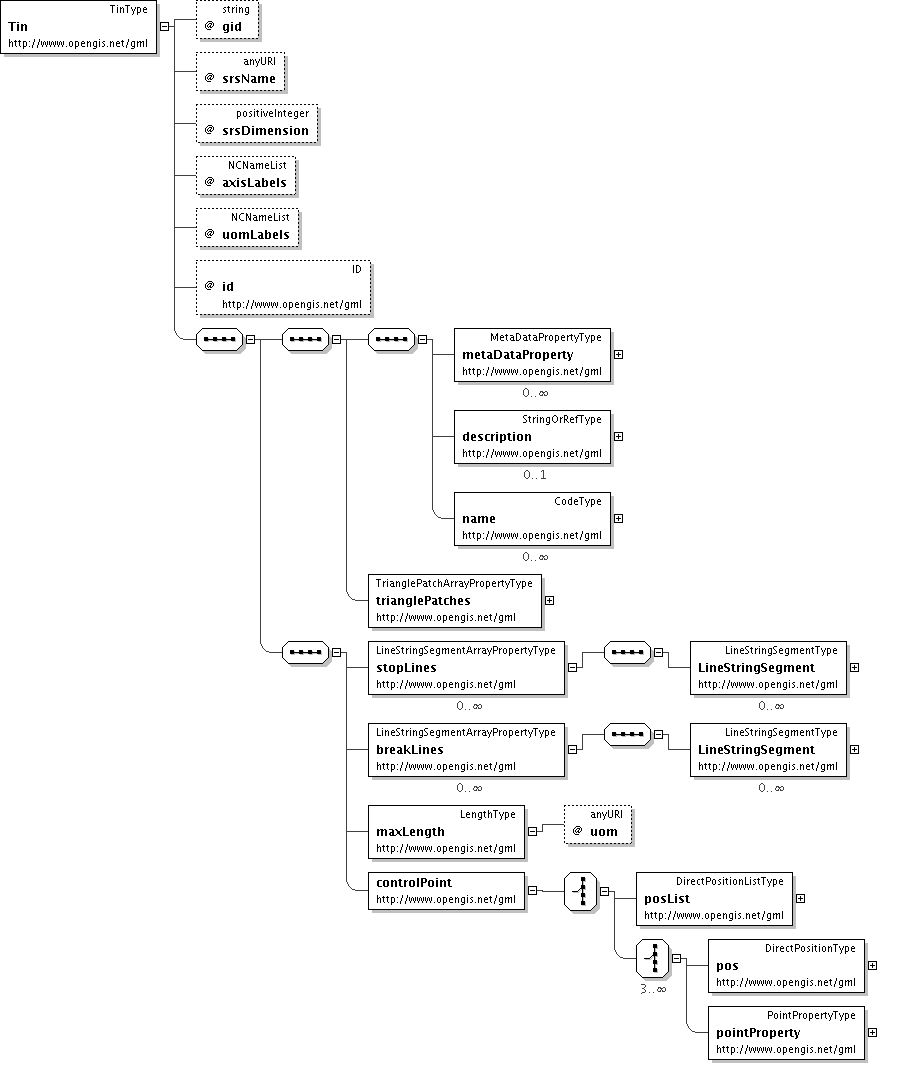 TinType
Tin
http://www.opengis.net/gml
string
@ gid
anyURI
@ srsName
positiveInteger
@ srsDimension
NCNameList
@ axisLabels
NCNameList
@ uomLabels
ID
@ id
http://www.opengis.net/gml
MetaDataPropertyType
metaDataProperty
http://www.opengis.net/gml
0..∞
StringOrRefType
description
http://www.opengis.net/gml
0..1
CodeType
name
http://www.opengis.net/gml
0..∞
TrianglePatchArrayPropertyType
trianglePatches
http://www.opengis.net/gml
LineStringSegmentArrayPropertyType
stopLines
http://www.opengis.net/gml
0..∞
LineStringSegmentType
LineStringSegment
http://www.opengis.net/gml
0..∞
LineStringSegmentArrayPropertyType
breakLines
http://www.opengis.net/gml
0..∞
LineStringSegmentType
LineStringSegment
http://www.opengis.net/gml
0..∞
LengthType
maxLength
http://www.opengis.net/gml
anyURI
@ uom
controlPoint
http://www.opengis.net/gml
DirectPositionListType
posList
http://www.opengis.net/gml
3..∞
DirectPositionType
pos
http://www.opengis.net/gml
PointPropertyType
pointProperty
http://www.opengis.net/gml